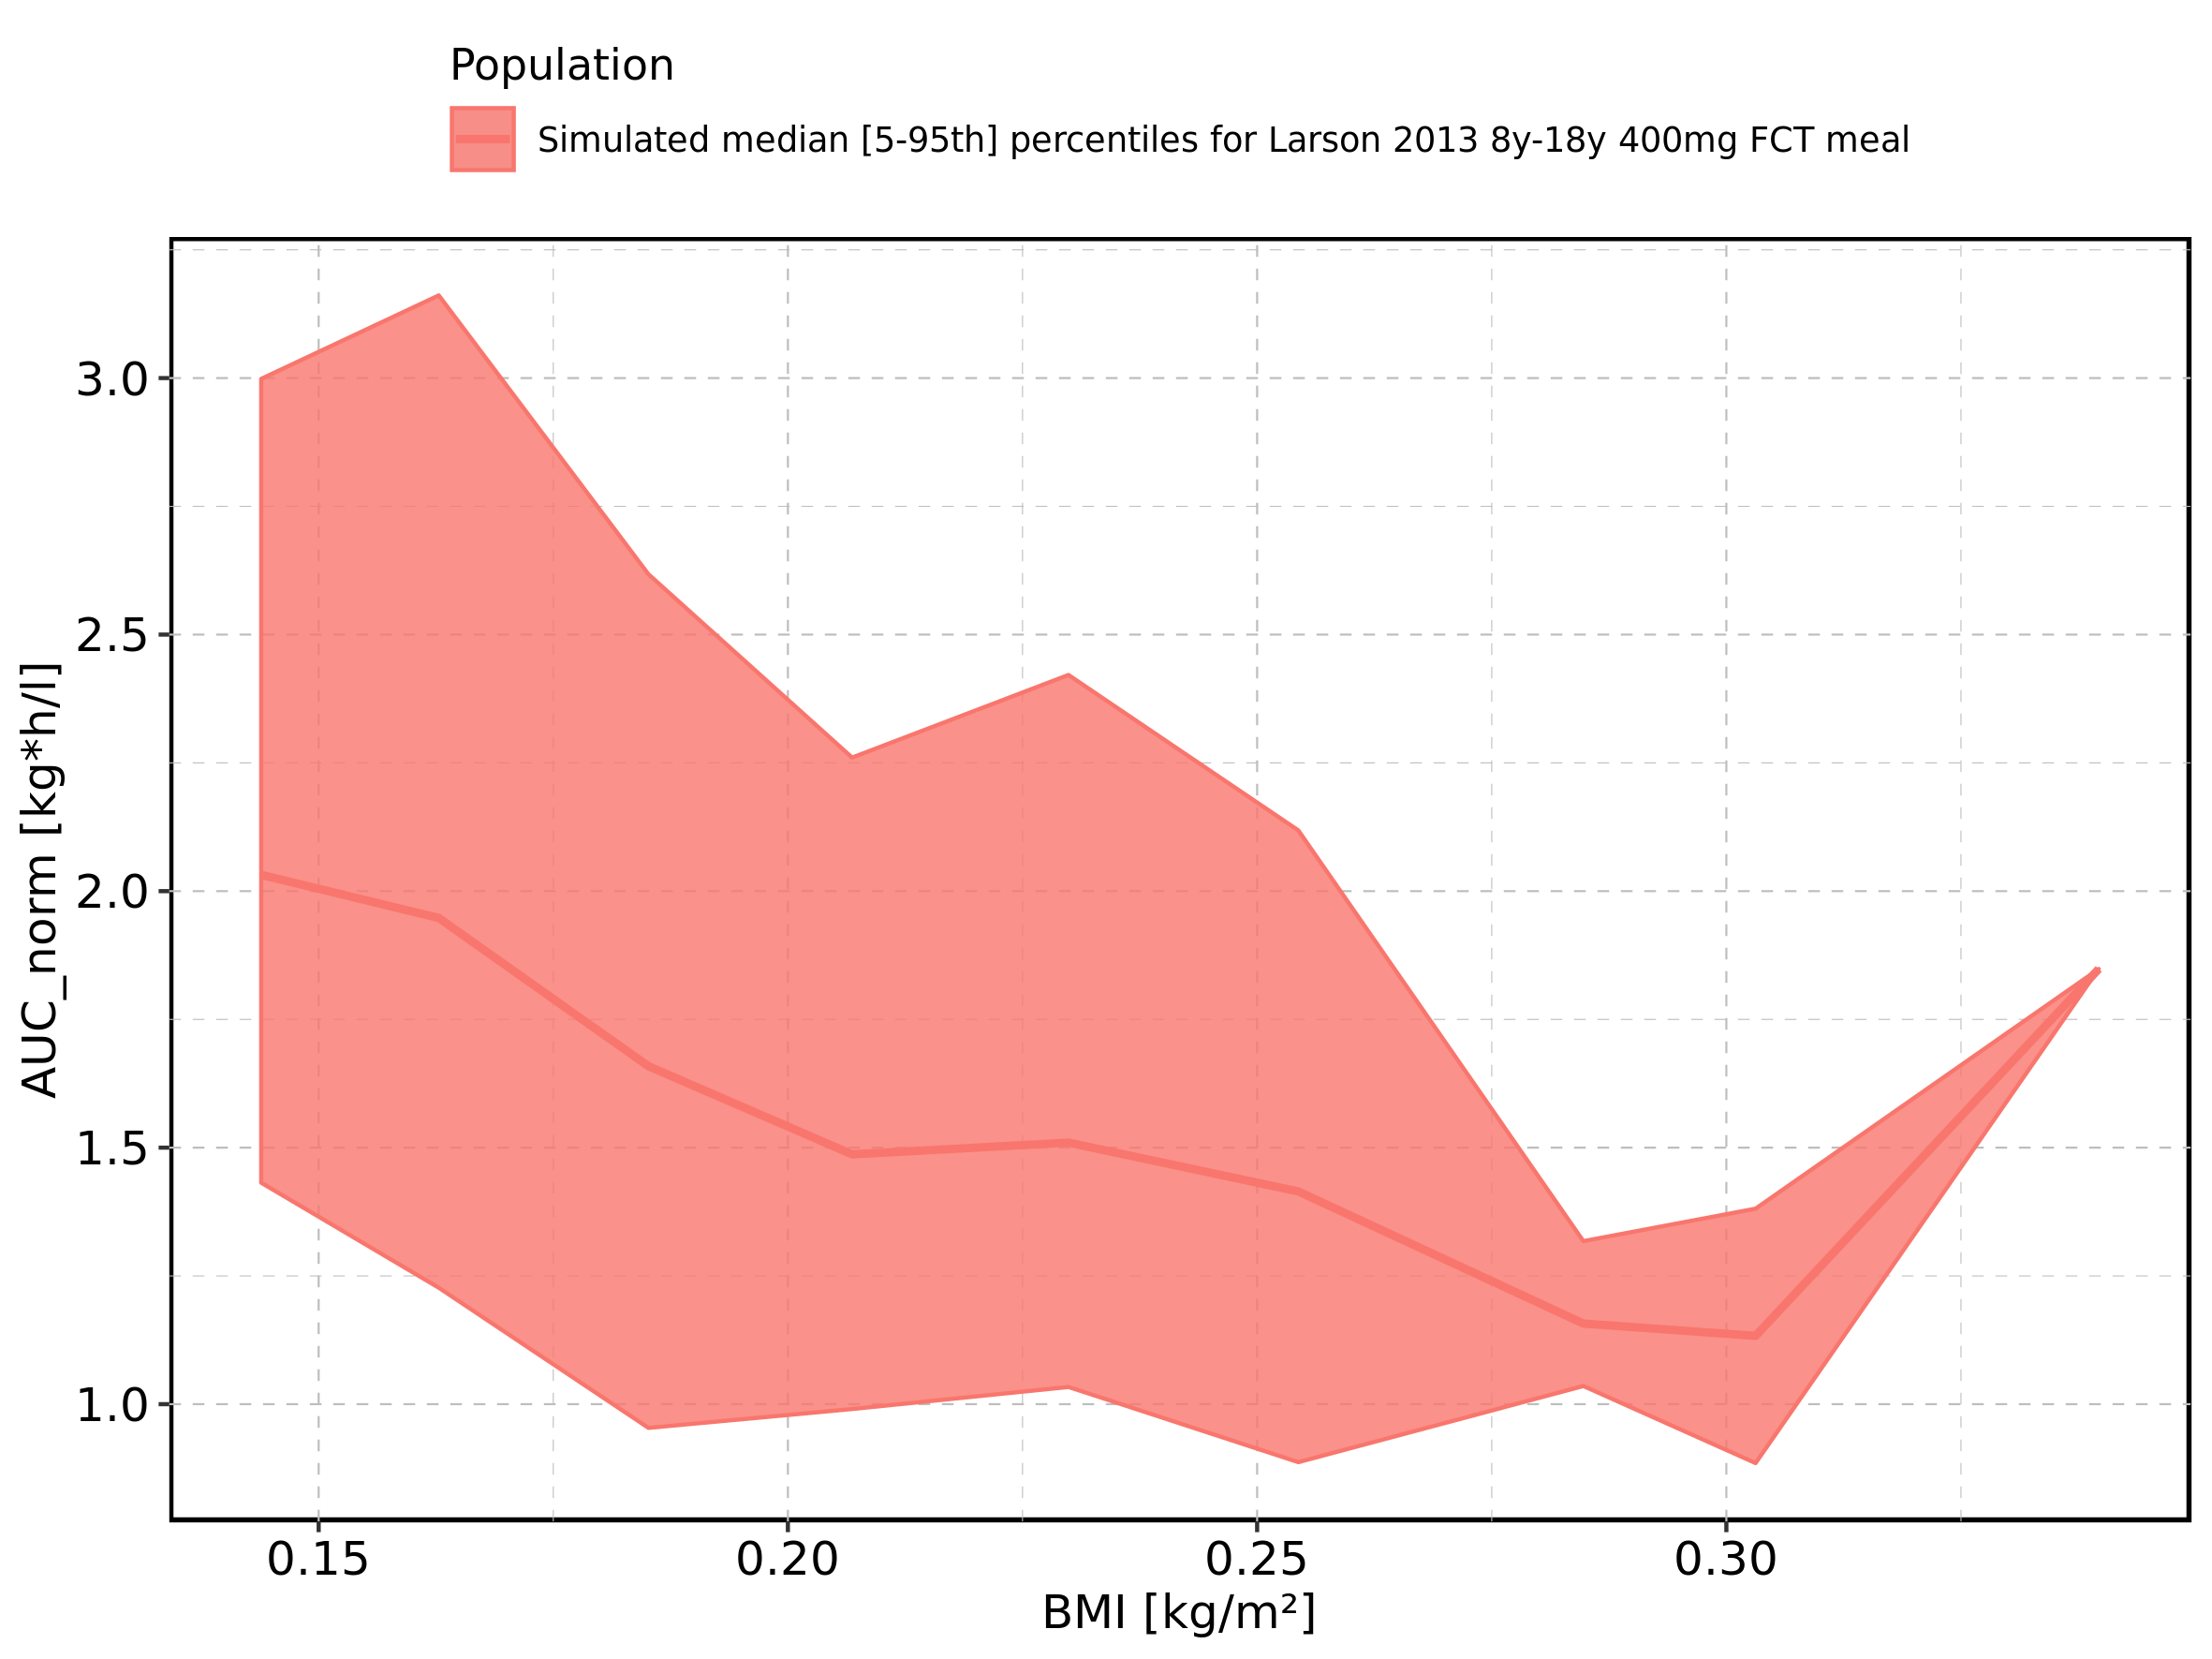 Population
Simulated median [5-95th] percentiles for Larson 2013 8y-18y 400mg FCT meal
AUC_norm [kg*h/l]
3.0
2.5
2.0
1.5
1.0
0.15 0.20 0.25 0.30
BMI [kg/m²]